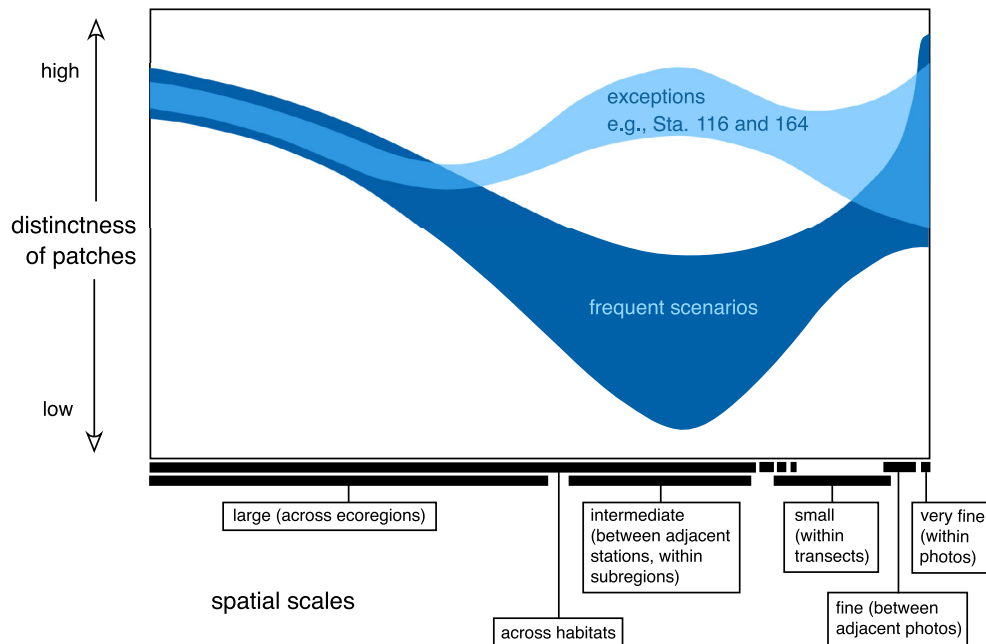 high
distinctness
of patches
low
exceptions
e.g., Sta. 116 and 164
frequent scenarios
large (across ecoregions)
intermediate
(between adjacent
stations, within
subregions)
small
(within
transects)
very fine
(within
photos)
spatial scales
across habitats
fine (between
adjacent photos)